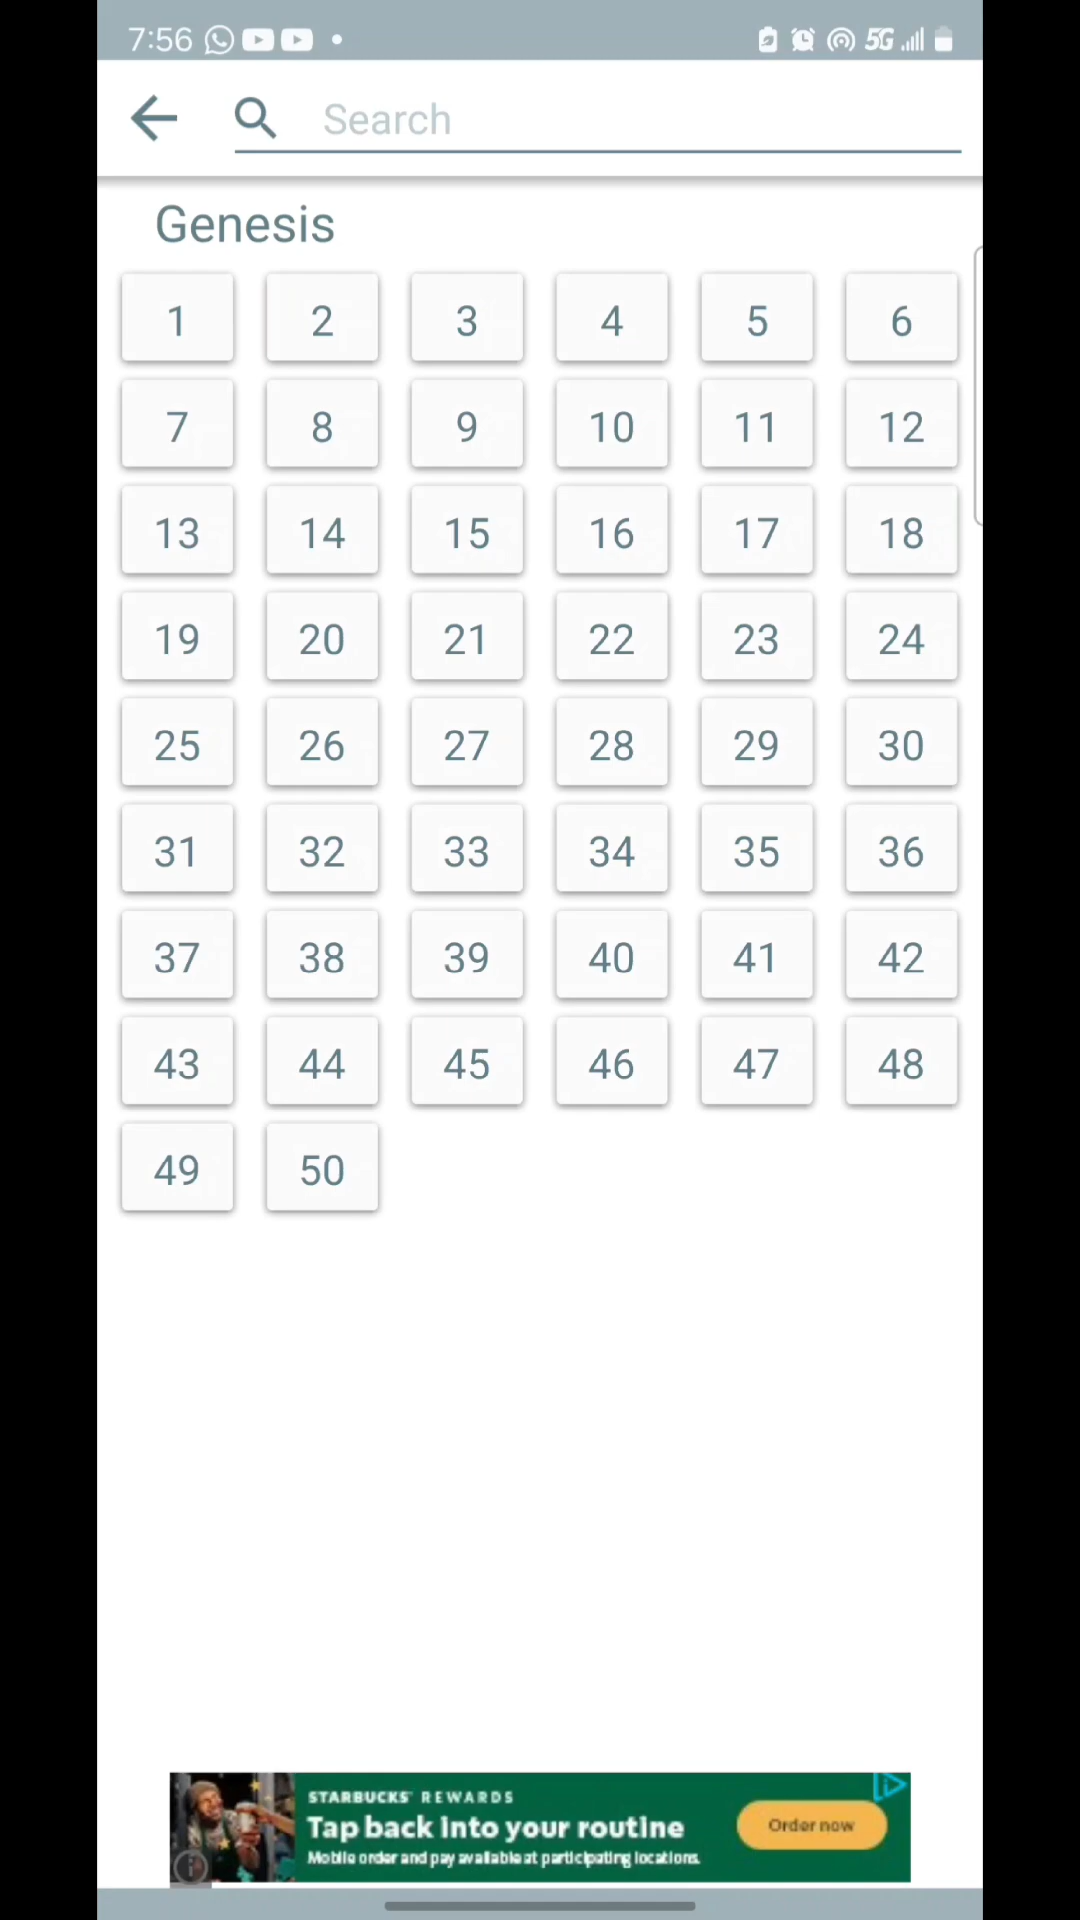 7:56 5G
Search
Genesis
1 2 3 4 5 6
7 8 9 10 11 12
13 14 15 16 17 18
19 20 21 22 23 24
25 26 27 28 29 30
31 32 33 34 35 36
37 38 39 40 41 42
43 44 45 46 47 48
49 50
STARBUCKS® REWARDS
Tap back into your routine
Mobile order and pay available at participating locations.
Order now